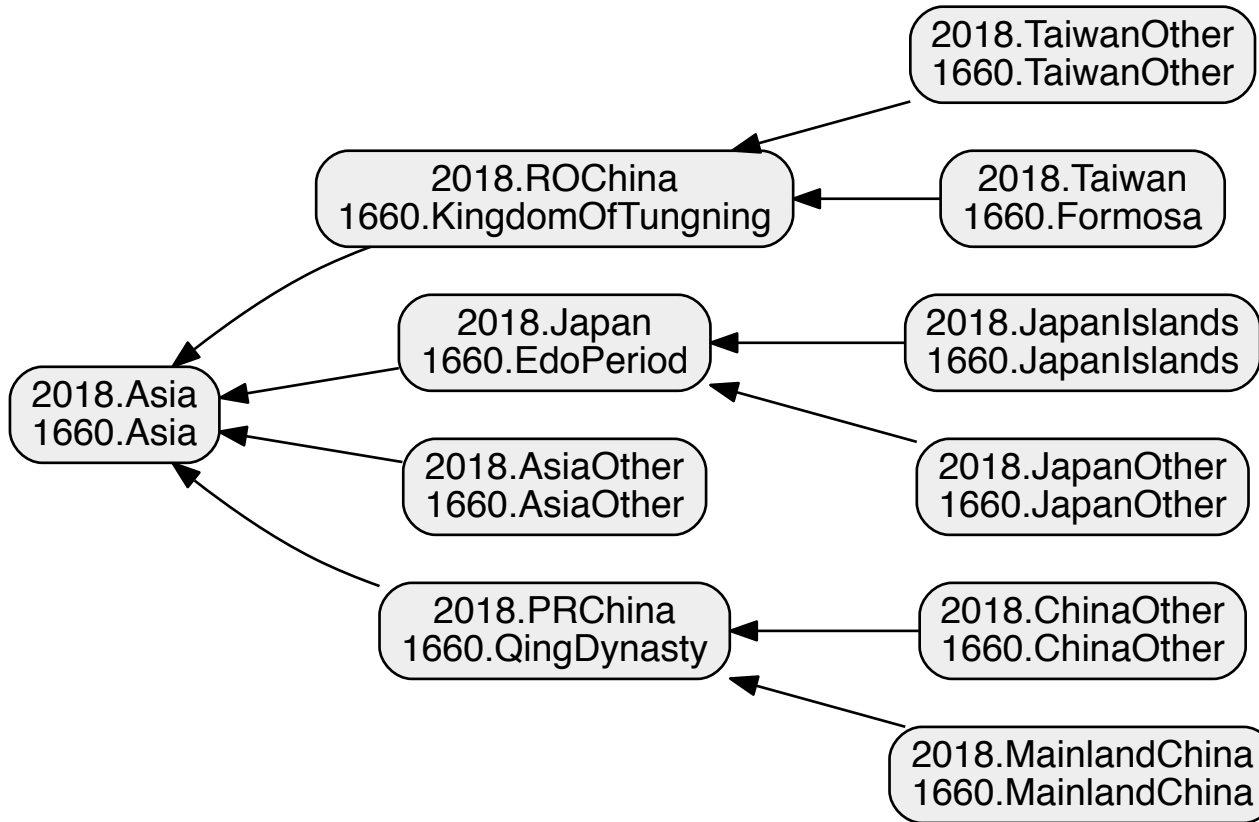 2018.TaiwanOther
1660.TaiwanOther
2018.ROChina
1660.KingdomOfTungning
2018.Taiwan
1660.Formosa
2018.Japan
1660.EdoPeriod
2018.JapanIslands
1660.JapanIslands
2018.Asia
1660.Asia
2018.AsiaOther
1660.AsiaOther
2018.JapanOther
1660.JapanOther
2018.PRChina
1660.QingDynasty
2018.ChinaOther
1660.ChinaOther
2018.MainlandChina
1660.MainlandChina